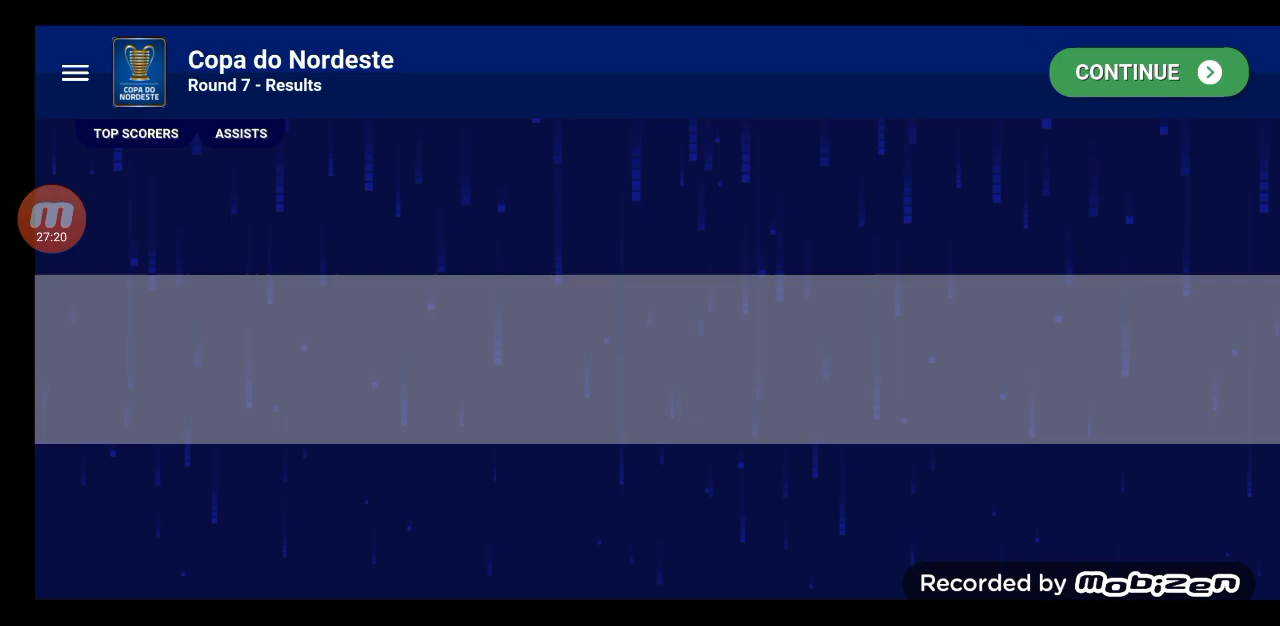 Copa do Nordeste
Round 7 - Results
COPA DO
NORDESTE
CONTINUE
TOP SCORERS
ASSISTS
m
27:20
Recorded by mobizen